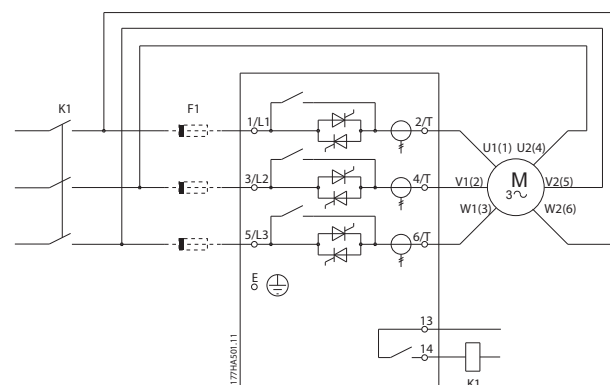 K1
F1
1/L1
2/T
U1(1) U2(4)
3/L2
4/T
V1(2)
M
3
V2(5)
W1(3)
W2(6)
5/L3
6/T
E
13
14
K1
177HA501.11